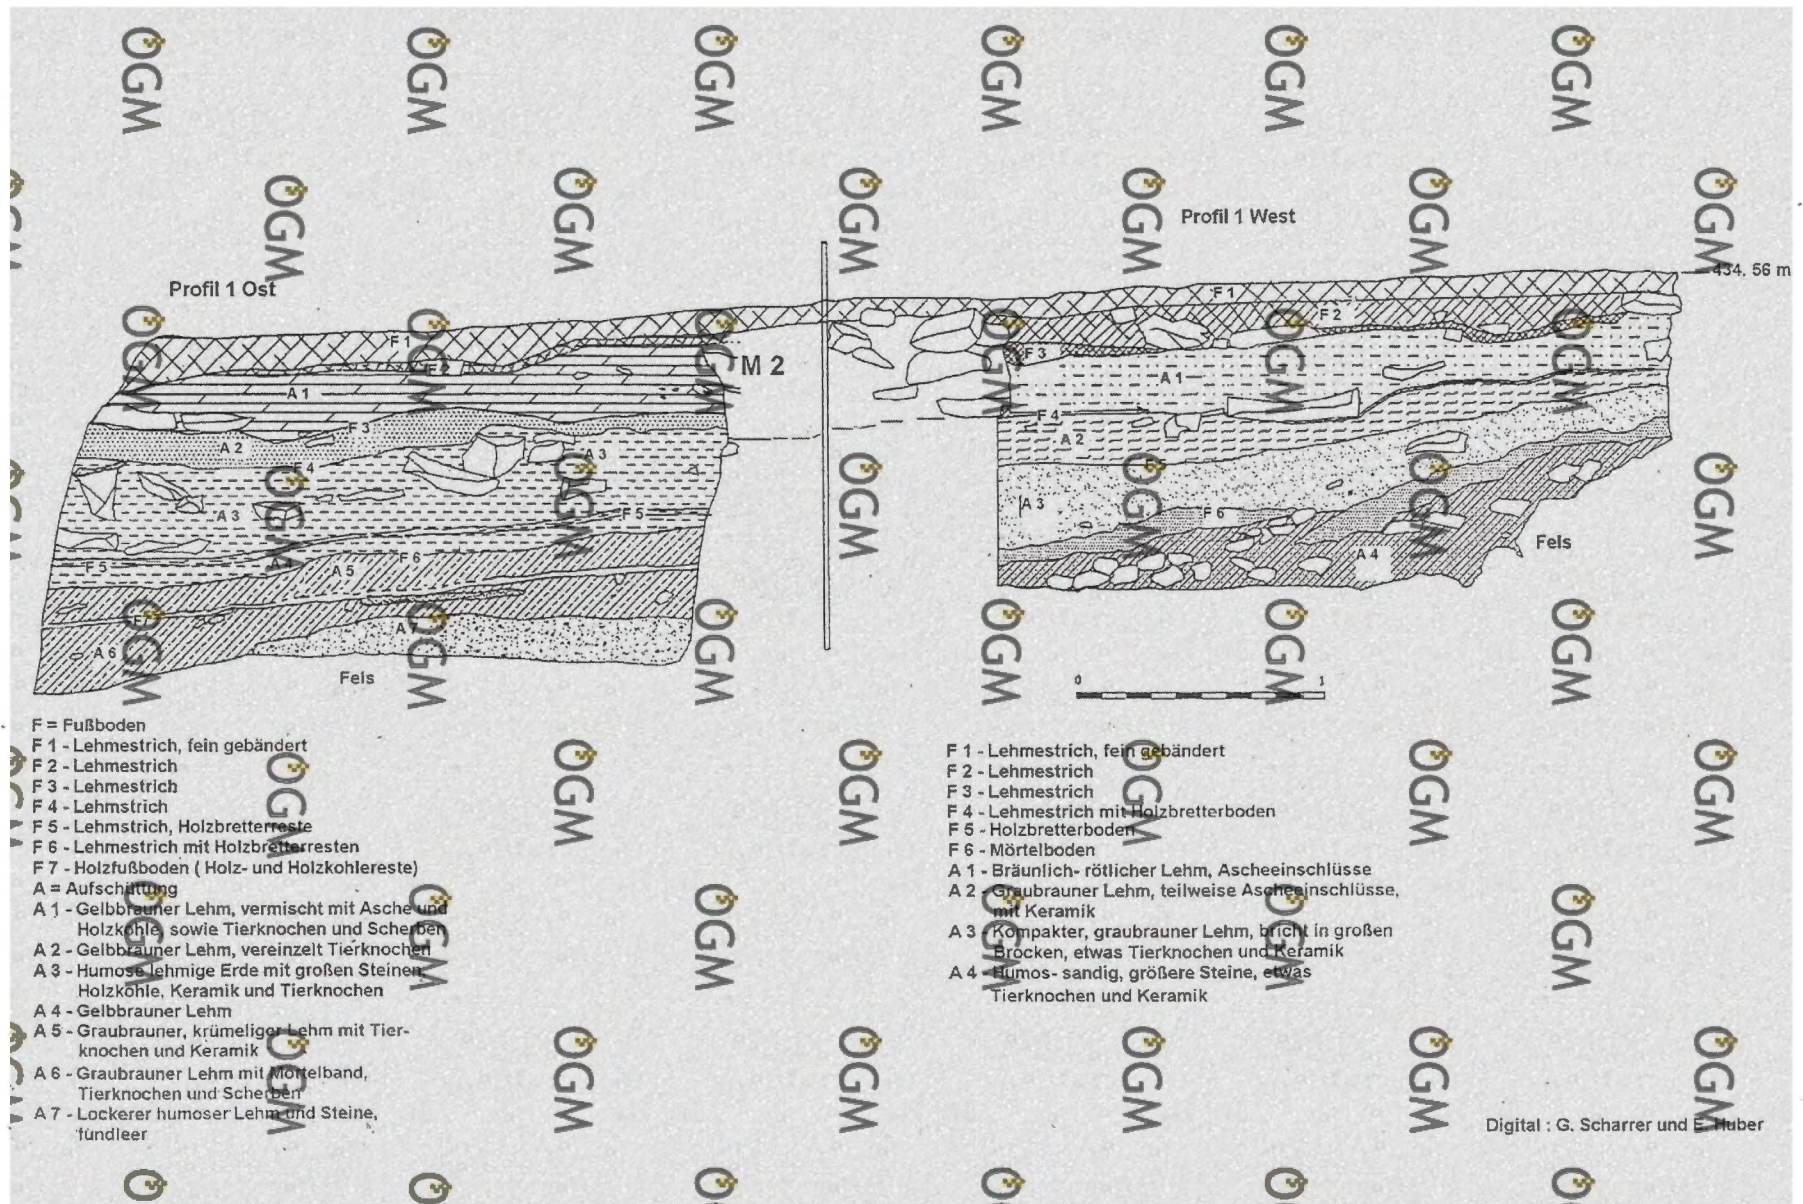 Profil 1 West
434. 56 m
Profil 1 Ost
F 1
F 2
F 1
F 3
M 2
A 1
A 1
F 4
A 2
F 3
A 2
F 4
A 3
A 3
A 3
F 5
F 6
F 5
A 4
A 5
F 6
A 4
Fels
F7
A 6
A 7
Fels
0 1
F = Fußboden
F 1 - Lehmestrich, fein gebändert
F 2 - Lehmestrich
F 3 - Lehmestrich
F 4 - Lehmstrich
F 5 - Lehmstrich, Holzbretterreste
F 6 - Lehmestrich mit Holzbretterresten
F 7 - Holzfußboden ( Holz- und Holzkohlereste)
A = Aufschüttung
A 1 - Gelbbrauner Lehm, vermischt mit Asche und
Holzkohle, sowie Tierknochen und Scherben
A 2 - Gelbbrauner Lehm, vereinzelt Tierknochen
A 3 - Humose lehmige Erde mit großen Steinen,
Holzkohle, Keramik und Tierknochen
A 4 - Gelbbrauner Lehm
A 5 - Graubrauner, krümeliger Lehm mit Tier-
knochen und Keramik
A 6 - Graubrauner Lehm mit Mörtelband,
Tierknochen und Scherben
A 7 - Lockerer humoser Lehm und Steine,
fundleer
F 1 - Lehmestrich, fein gebändert
F 2 - Lehmestrich
F 3 - Lehmestrich
F 4 - Lehmestrich mit Holzbretterboden
F 5 - Holzbretterboden
F 6 - Mörtelboden
A 1 - Bräunlich- rötlicher Lehm, Ascheeinschlüsse
A 2 - Graubrauner Lehm, teilweise Ascheeinschlüsse,
mit Keramik
A 3 - Kompakter, graubrauner Lehm, bricht in großen
Brocken, etwas Tierknochen und Keramik
A 4 - Humos- sandig, größere Steine, etwas
Tierknochen und Keramik
Digital : G. Scharrer und E. Huber
ÖGM